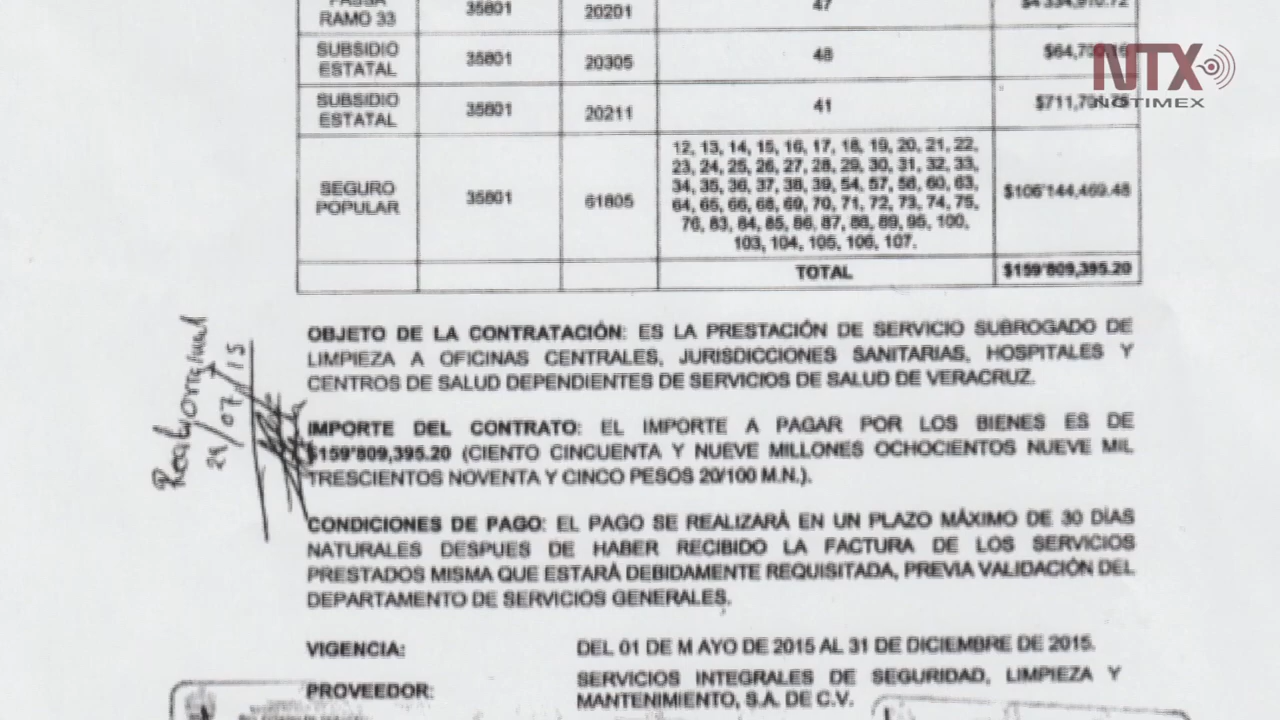 RAMO 33 35801 20201 47
SUBSIDIO ESTATAL 35801 20305 48
SUBSIDIO ESTATAL 35801 20211 41
SEGURO POPULAR 35801 61805
12, 13, 14, 15, 16, 17, 18, 19, 20, 21, 22,
23, 24, 25, 26, 27, 28, 29, 30, 31, 32, 33,
34, 35, 36, 37, 38, 39, 54, 57, 58, 60, 63,
64, 65, 66, 68, 69, 70, 71, 72, 73, 74, 75,
76, 83, 84, 85, 86, 87, 88, 89, 95, 100,
103, 104, 105, 106, 107.
$106'144,469.48
TOTAL $159'809,395.20
NTX
NOTIMEX
OBJETO DE LA CONTRATACIÓN: ES LA PRESTACIÓN DE SERVICIO SUBROGADO DE
LIMPIEZA A OFICINAS CENTRALES, JURISDICCIONES SANITARIAS, HOSPITALES Y
CENTROS DE SALUD DEPENDIENTES DE SERVICIOS DE SALUD DE VERACRUZ.
IMPORTE DEL CONTRATO: EL IMPORTE A PAGAR POR LOS BIENES ES DE
$159'809,395.20 (CIENTO CINCUENTA Y NUEVE MILLONES OCHOCIENTOS NUEVE MIL
TRESCIENTOS NOVENTA Y CINCO PESOS 20/100 M.N.).
CONDICIONES DE PAGO: EL PAGO SE REALIZARÁ EN UN PLAZO MÁXIMO DE 30 DÍAS
NATURALES DESPUES DE HABER RECIBIDO LA FACTURA DE LOS SERVICIOS
PRESTADOS MISMA QUE ESTARÁ DEBIDAMENTE REQUISITADA, PREVIA VALIDACIÓN DEL
DEPARTAMENTO DE SERVICIOS GENERALES.
VIGENCIA: DEL 01 DE M AYO DE 2015 AL 31 DE DICIEMBRE DE 2015.
PROVEEDOR: SERVICIOS INTEGRALES DE SEGURIDAD, LIMPIEZA Y
MANTENIMIENTO, S.A. DE C.V.